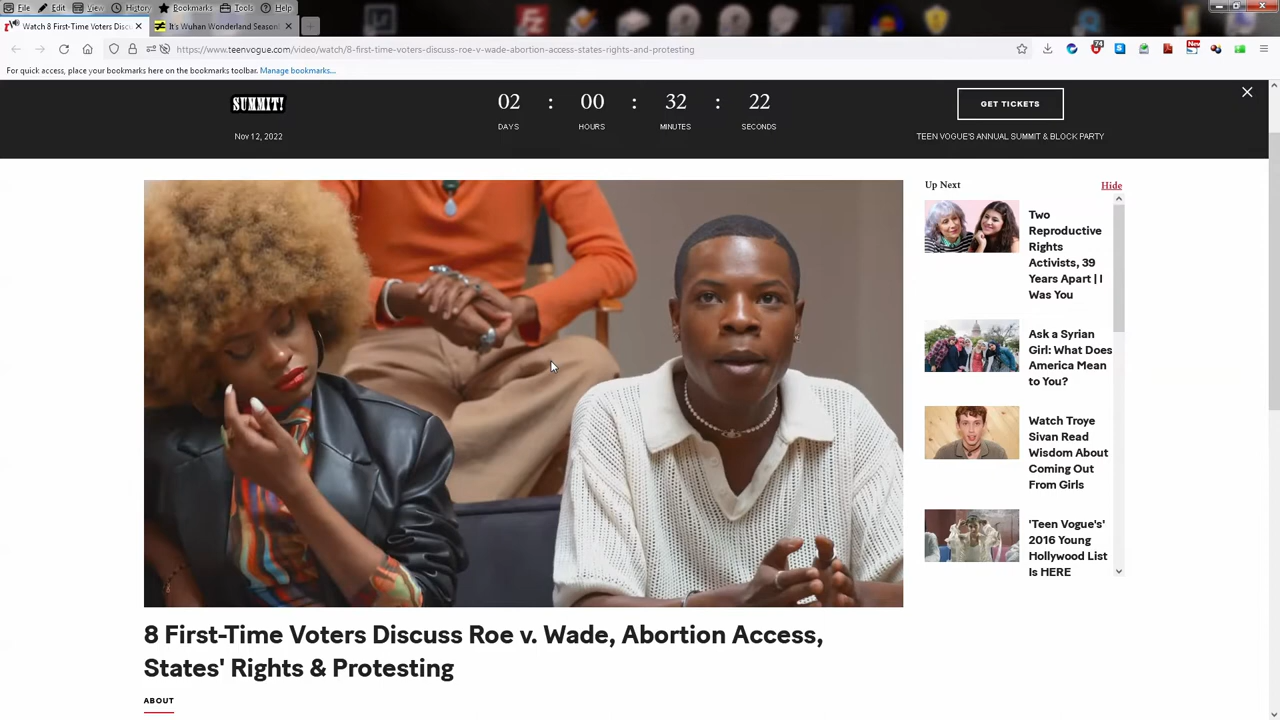 File Edit View History Bookmarks Tools Help
Watch 8 First-Time Voters Disc
It's Wuhan Wonderland Season!
https://www.teenvogue.com/video/watch/8-first-time-voters-discuss-roe-v-wade-abortion-access-states-rights-and-protesting
74
New
For quick access, place your bookmarks here on the bookmarks toolbar. Manage bookmarks...
SUMMIT!
Nov 12, 2022
02 : 00 : 32 : 22
DAYS HOURS MINUTES SECONDS
GET TICKETS
TEEN VOGUE'S ANNUAL SUMMIT & BLOCK PARTY
Up Next
Hide
Two
Reproductive
Rights
Activists, 39
Years Apart | I
Was You
Ask a Syrian
Girl: What Does
America Mean
to You?
Watch Troye
Sivan Read
Wisdom About
Coming Out
From Girls
'Teen Vogue's'
2016 Young
Hollywood List
Is HERE
8 First-Time Voters Discuss Roe v. Wade, Abortion Access,
States' Rights & Protesting
ABOUT